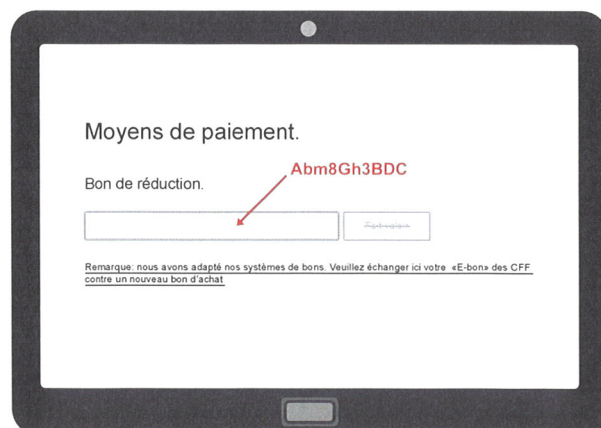 Moyens de paiement.
Abm8Gh3BDC
Bon de réduction.
Remarque: nous avons adapté nos systèmes de bons. Veuillez échanger ici votre «E-bon» des CFF
contre un nouveau bon d'achat